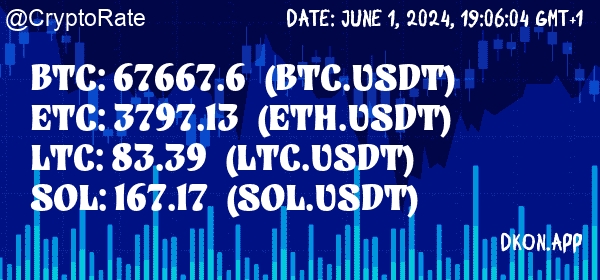 @CryptoRate
DATE: JUNE 1, 2024, 19:06:04 GMT+1
BTC: 67667.6 (BTC.USDT)
ETC: 3797.13 (ETH.USDT)
LTC: 83.39 (LTC.USDT)
SOL: 167.17 (SOL.USDT)
DKON.APP